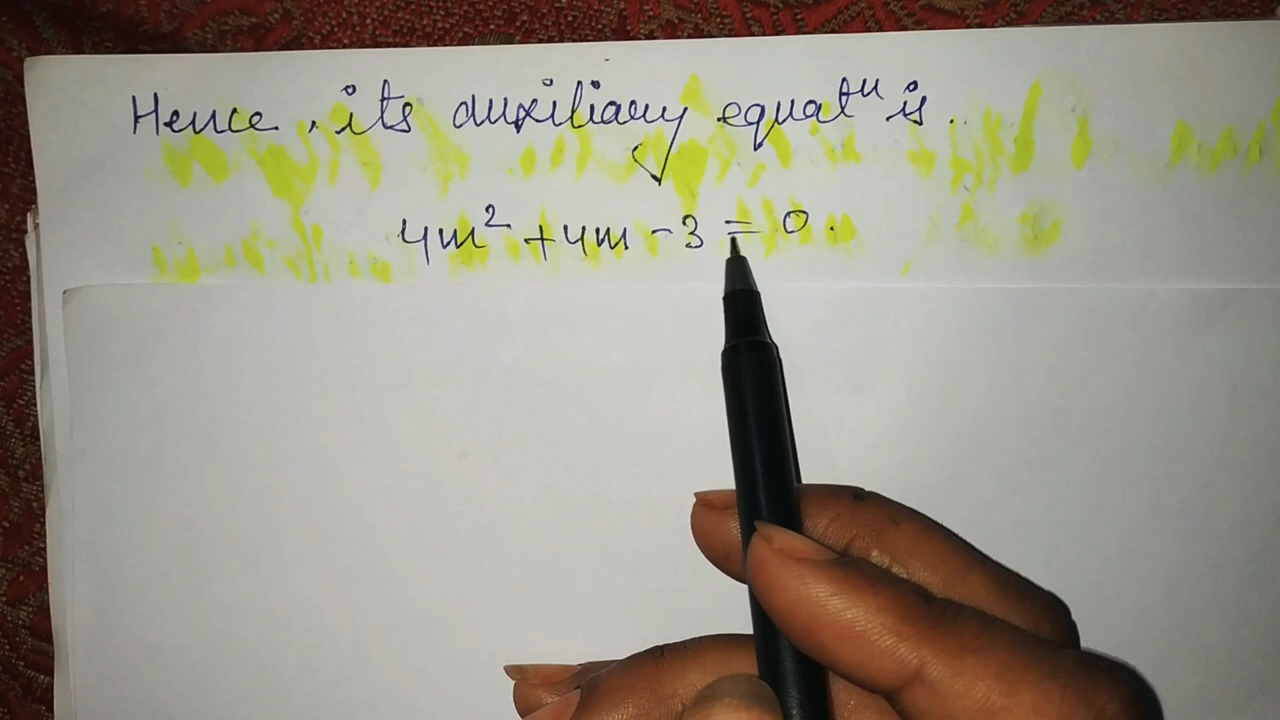 Hence, its auxiliary equatⁿ is.
4m² + 4m - 3 = 0.